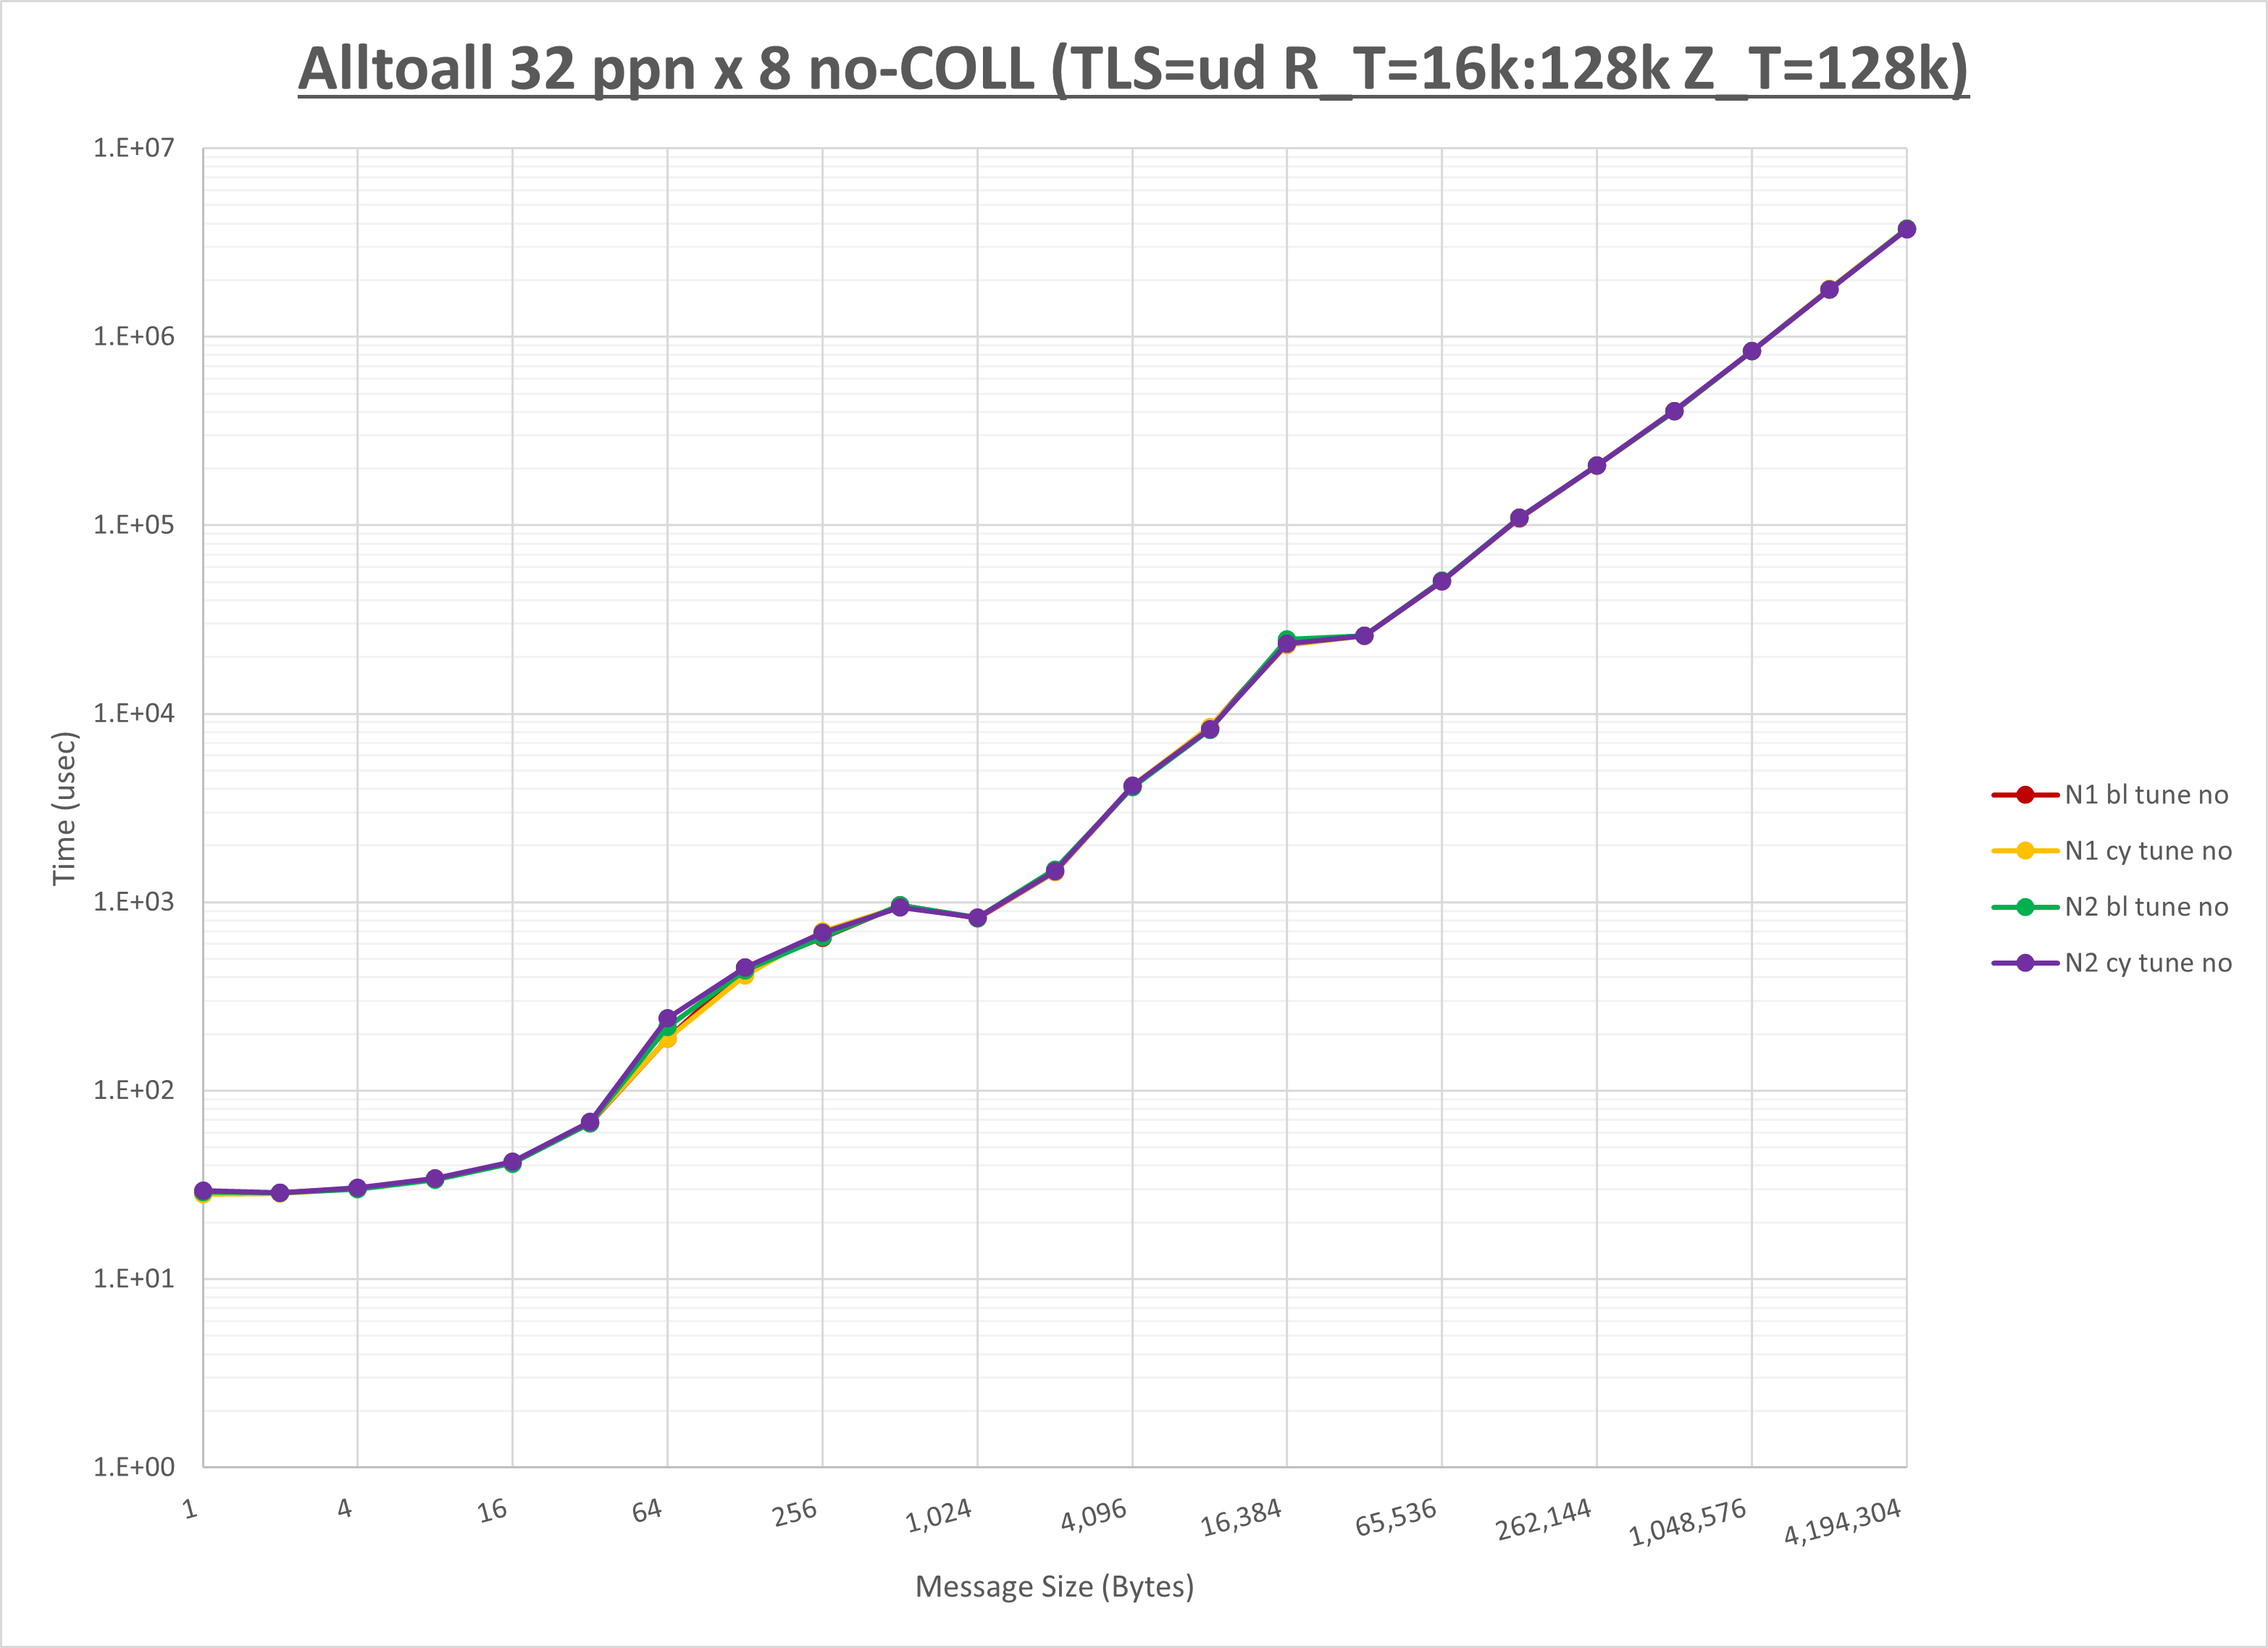 Alltoall 32 ppn x 8 no-COLL (TLS=ud R_T=16k:128k Z_T=128k)
1.E+07
1.E+06
1.E+05
1.E+04
1.E+03
1.E+02
1.E+01
1.E+00
Time (usec)
1
4
16
64
256
1,024
4,096
16,384
65,536
262,144
1,048,576
4,194,304
Message Size (Bytes)
N1 bl tune no
N1 cy tune no
N2 bl tune no
N2 cy tune no